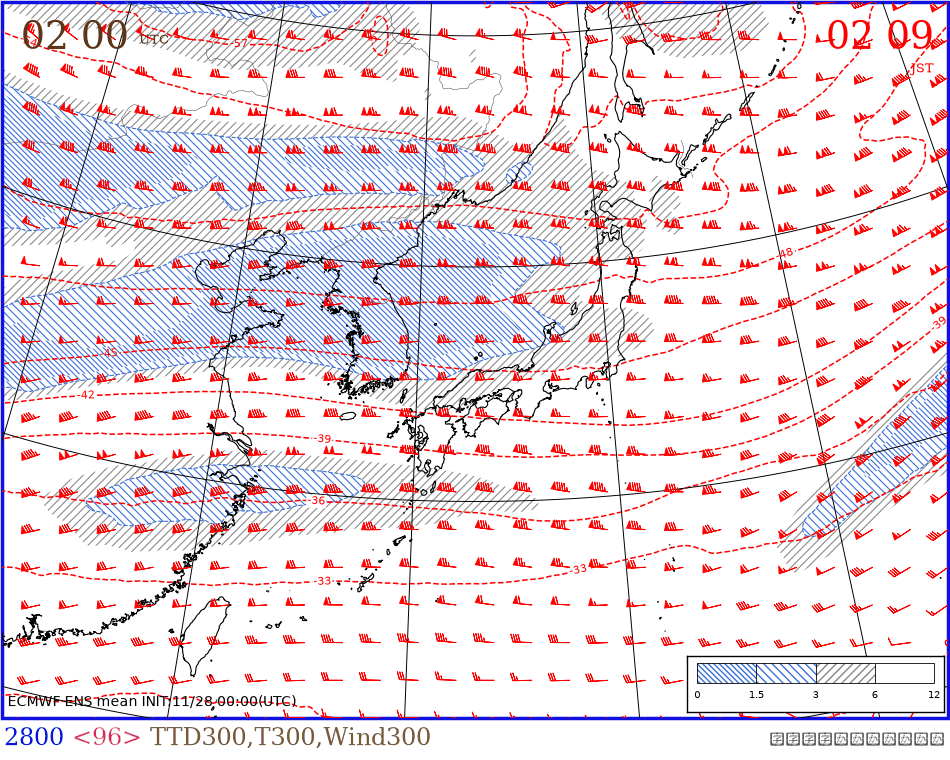 02 00 UTC
02 09 JST
-57
-48
-39
-45
-42
-39
-36
-33
-33
ECMWF ENS mean INIT:11/28 00:00(UTC)
0 1.5 3 6 12
2800 <96> TTD300,T300,Wind300